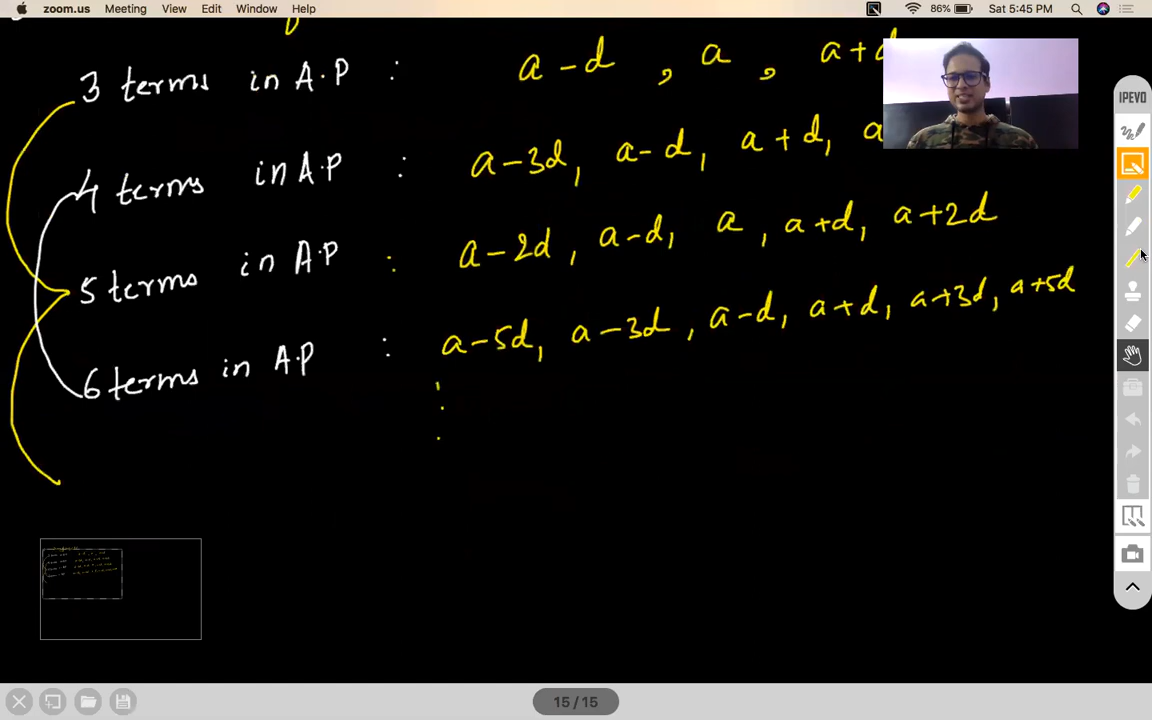 zoom.us Meeting View Edit Window Help 86% Sat 5:45 PM
3 terms in A.P : a-d , a , a+d
4 terms in A.P : a-3d, a-d, a+d, a
5 terms in A.P : a-2d, a-d, a, a+d, a+2d
6 terms in A.P : a-5d, a-3d, a-d, a+d, a+3d, a+5d
IPEVO
15/15